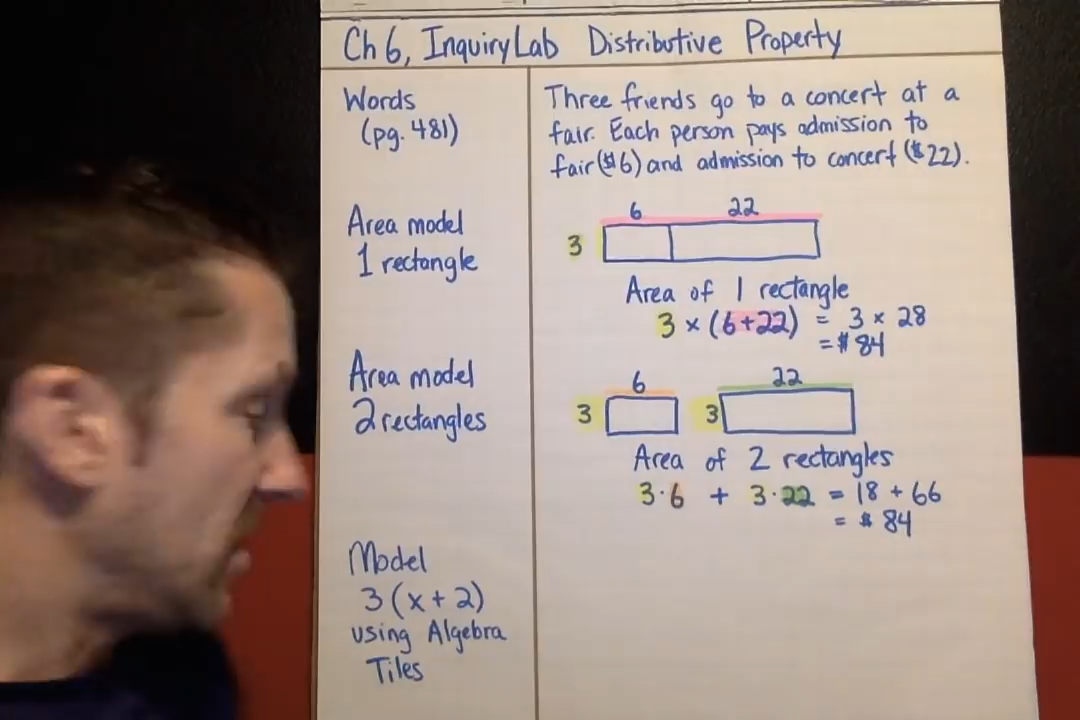 Ch 6, Inquiry Lab Distributive Property
Words
(pg. 481)
Three friends go to a concert at a
fair. Each person pays admission to
fair ($6) and admission to concert ($22).
Area model
1 rectangle
6 22
3
Area of 1 rectangle
3 × (6+22) = 3 × 28
= $84
Area model
2 rectangles
6 22
3 3
Area of 2 rectangles
3·6 + 3·22 = 18 + 66
= $ 84
Model
3(x+2)
using Algebra
Tiles